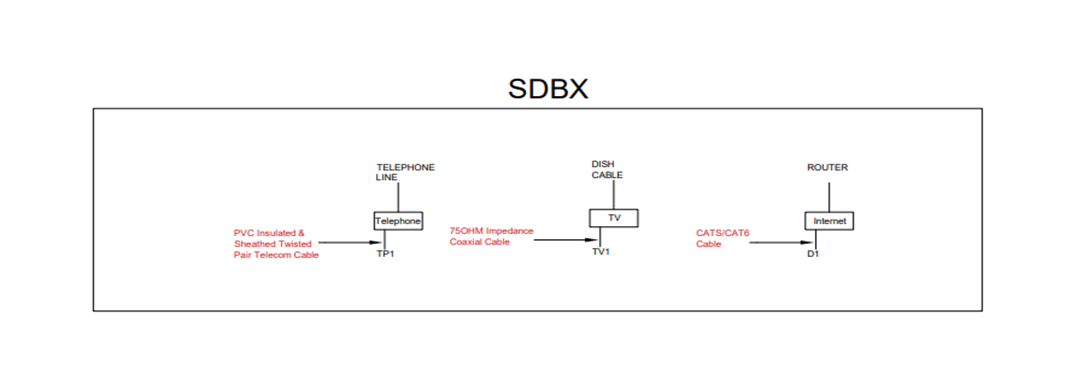 SDBX
TELEPHONE
LINE
Telephone
PVC Insulated &
Sheathed Twisted
Pair Telecom Cable
TP1
DISH
CABLE
TV
75OHM Impedance
Coaxial Cable
TV1
ROUTER
Internet
CATS/CAT6
Cable
D1